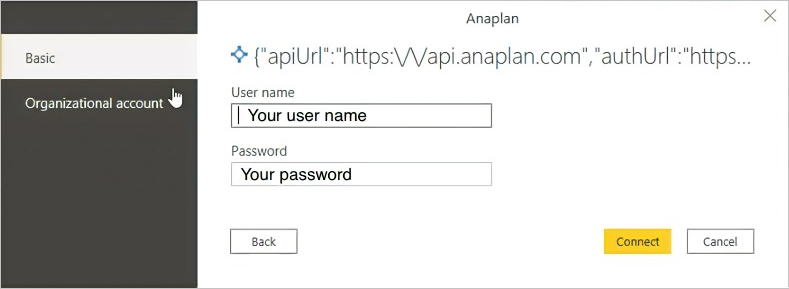 Anaplan
Basic
Organizational account
{"apiUrl":"https:\/\/api.anaplan.com","authUrl":"https...
User name
Your user name
Password
Your password
Back
Connect
Cancel